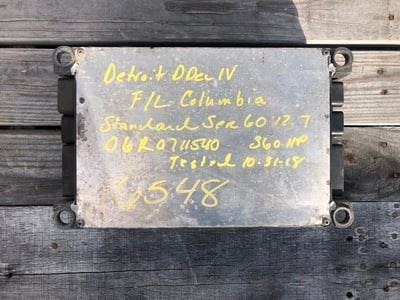 Detroit DDec IV
F/L Columbia
Standard Ser 60 12.7
06R0711540 360 HP
Tested 10-31-18
6548